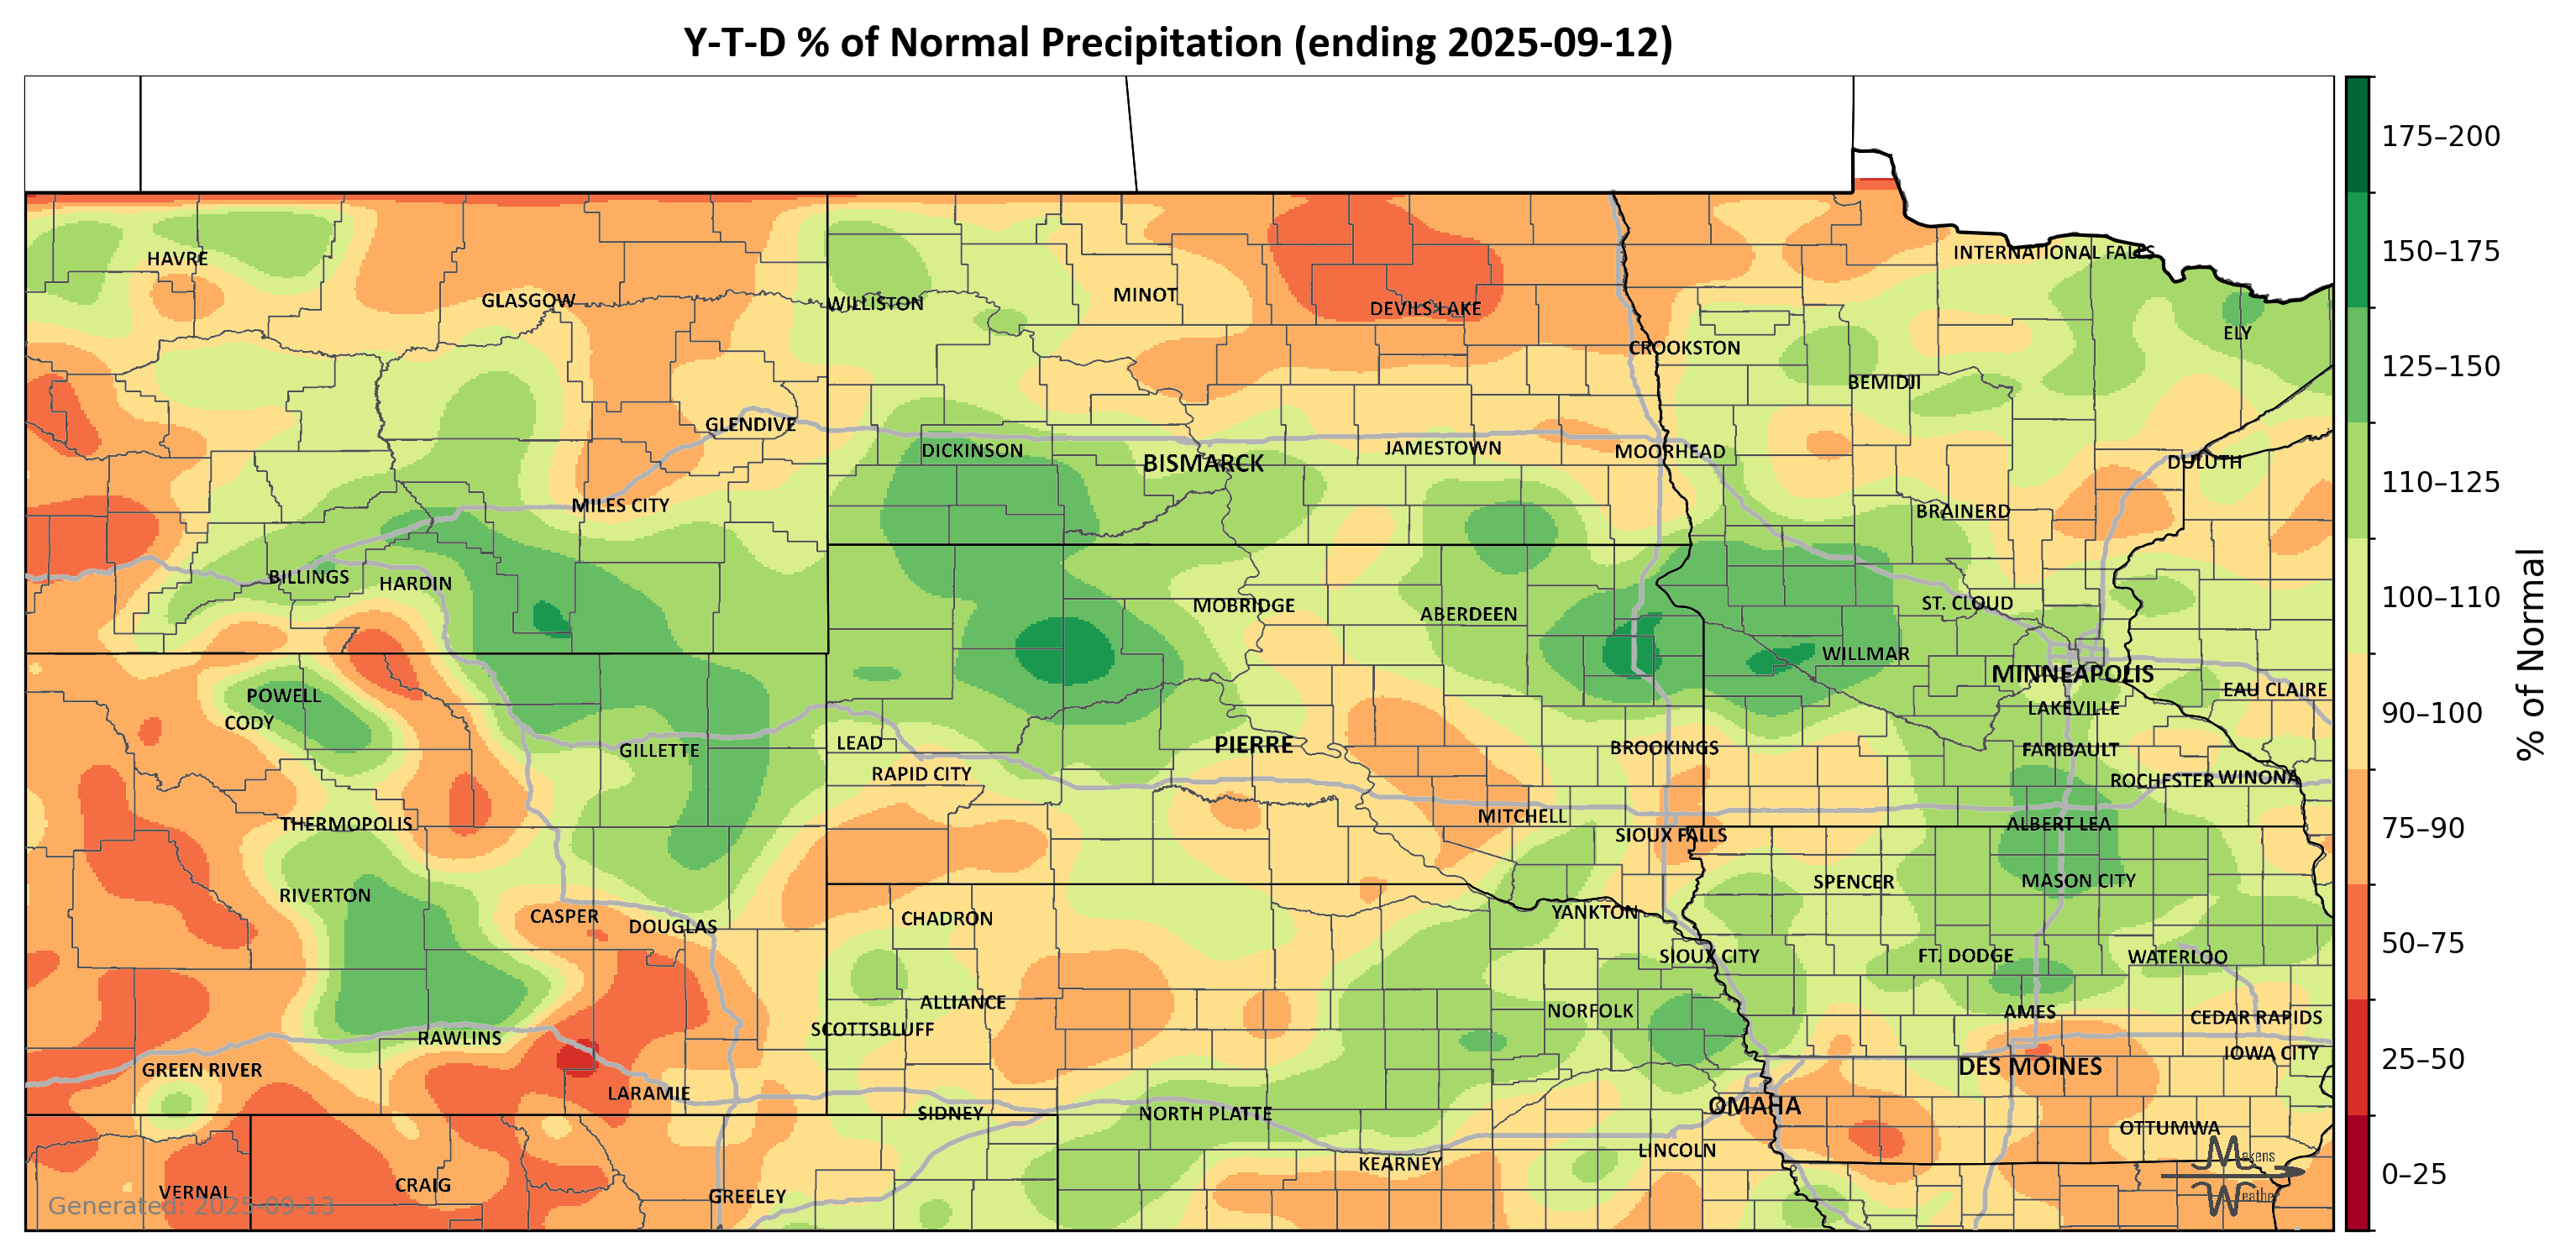 Y-T-D % of Normal Precipitation (ending 2025-09-12)
175–200
150–175
125–150
110–125
100–110
90–100
75–90
50–75
25–50
0–25
% of Normal
INTERNATIONAL FALLS
HAVRE
GLASGOW
WILLISTON
MINOT
DEVILS LAKE
ELY
CROOKSTON
BEMIDJI
GLENDIVE
DICKINSON
BISMARCK
JAMESTOWN
MOORHEAD
DULUTH
MILES CITY
BRAINERD
BILLINGS
HARDIN
MOBRIDGE
ABERDEEN
ST. CLOUD
WILLMAR
MINNEAPOLIS
POWELL
EAU CLAIRE
CODY
LAKEVILLE
GILLETTE
LEAD
PIERRE
BROOKINGS
FARIBAULT
RAPID CITY
ROCHESTER
WINONA
THERMOPOLIS
MITCHELL
ALBERT LEA
SIOUX FALLS
RIVERTON
SPENCER
MASON CITY
CASPER
DOUGLAS
CHADRON
YANKTON
SIOUX CITY
FT. DODGE
WATERLOO
ALLIANCE
NORFOLK
AMES
CEDAR RAPIDS
SCOTTSBLUFF
RAWLINS
IOWA CITY
GREEN RIVER
DES MOINES
LARAMIE
OMAHA
SIDNEY
NORTH PLATTE
OTTUMWA
LINCOLN
KEARNEY
VERNAL
CRAIG
GREELEY
Generated: 2025-09-13
Makens
Weather